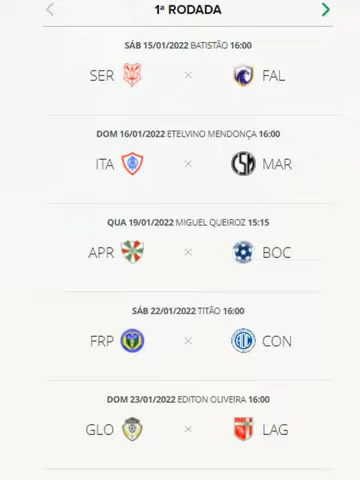 1ª RODADA
SÁB 15/01/2022 BATISTÃO 16:00
SER × FAL
DOM 16/01/2022 ETELVINO MENDONÇA 16:00
ITA × CSM MAR
QUA 19/01/2022 MIGUEL QUEIROZ 15:15
APR × BOC
SÁB 22/01/2022 TITÃO 16:00
FRP × CON
DOM 23/01/2022 EDITON OLIVEIRA 16:00
GLO × LAG